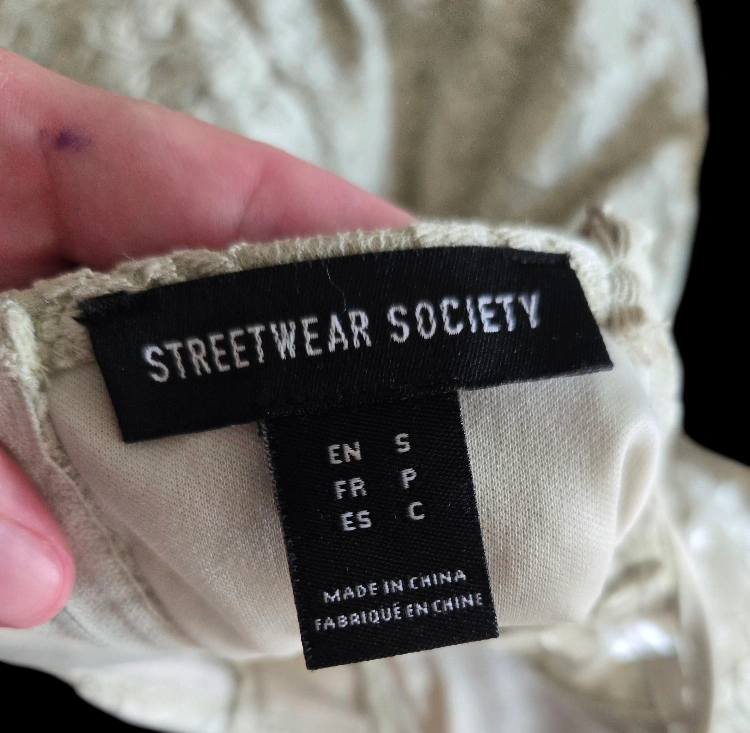 STREETWEAR SOCIETY
EN S
FR P
ES C
MADE IN CHINA
FABRIQUÉ EN CHINE